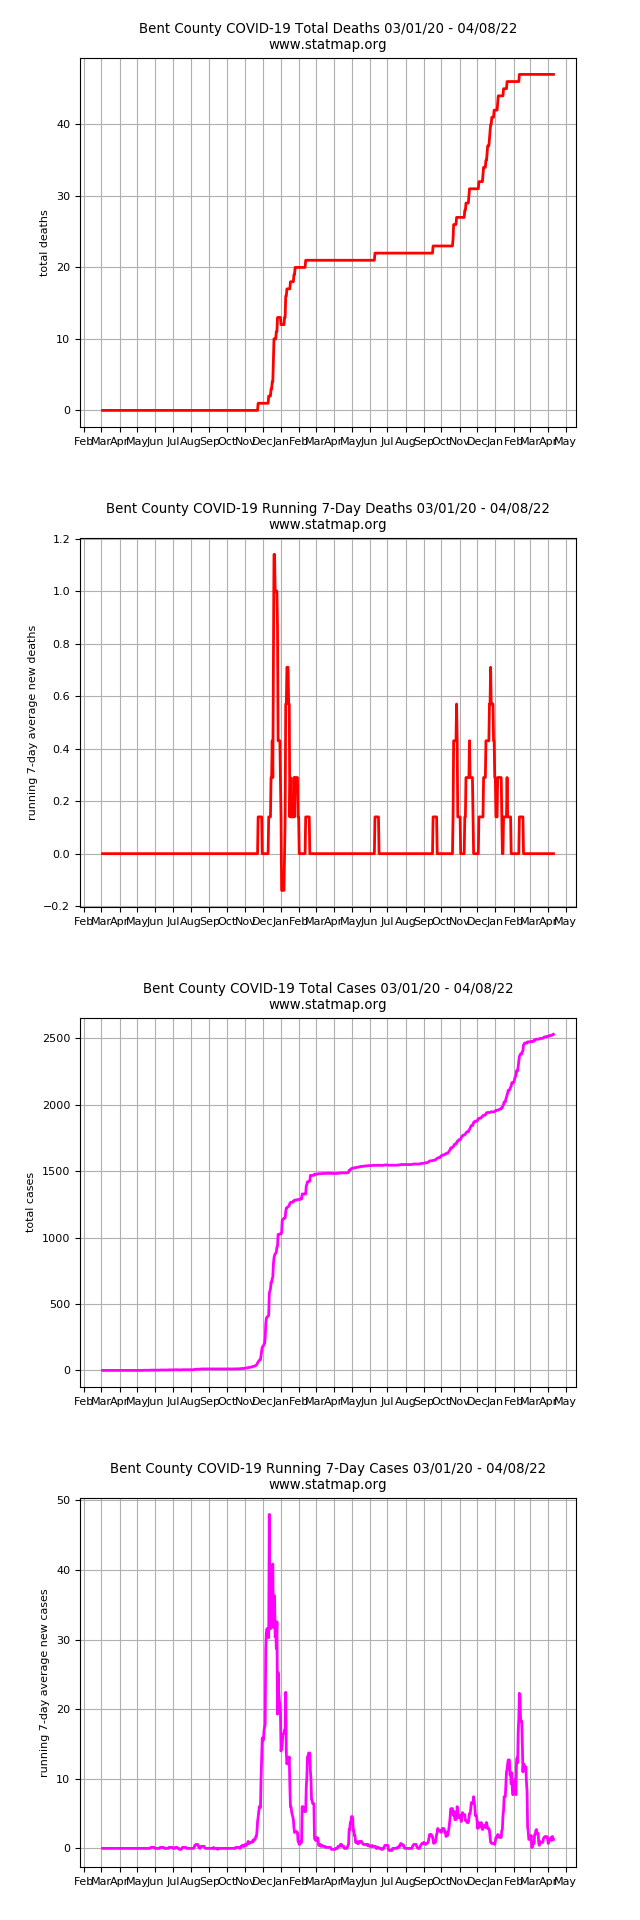 Bent County COVID-19 Total Deaths 03/01/20 - 04/08/22
www.statmap.org
40
30
20
10
0
total deaths
Feb Mar Apr May Jun Jul Aug Sep Oct Nov Dec Jan Feb Mar Apr May Jun Jul Aug Sep Oct Nov Dec Jan Feb Mar Apr May
Bent County COVID-19 Running 7-Day Deaths 03/01/20 - 04/08/22
www.statmap.org
1.2
1.0
0.8
0.6
0.4
0.2
0.0
−0.2
running 7-day average new deaths
Feb Mar Apr May Jun Jul Aug Sep Oct Nov Dec Jan Feb Mar Apr May Jun Jul Aug Sep Oct Nov Dec Jan Feb Mar Apr May
Bent County COVID-19 Total Cases 03/01/20 - 04/08/22
www.statmap.org
2500
2000
1500
1000
500
0
total cases
Feb Mar Apr May Jun Jul Aug Sep Oct Nov Dec Jan Feb Mar Apr May Jun Jul Aug Sep Oct Nov Dec Jan Feb Mar Apr May
Bent County COVID-19 Running 7-Day Cases 03/01/20 - 04/08/22
www.statmap.org
50
40
30
20
10
0
running 7-day average new cases
Feb Mar Apr May Jun Jul Aug Sep Oct Nov Dec Jan Feb Mar Apr May Jun Jul Aug Sep Oct Nov Dec Jan Feb Mar Apr May